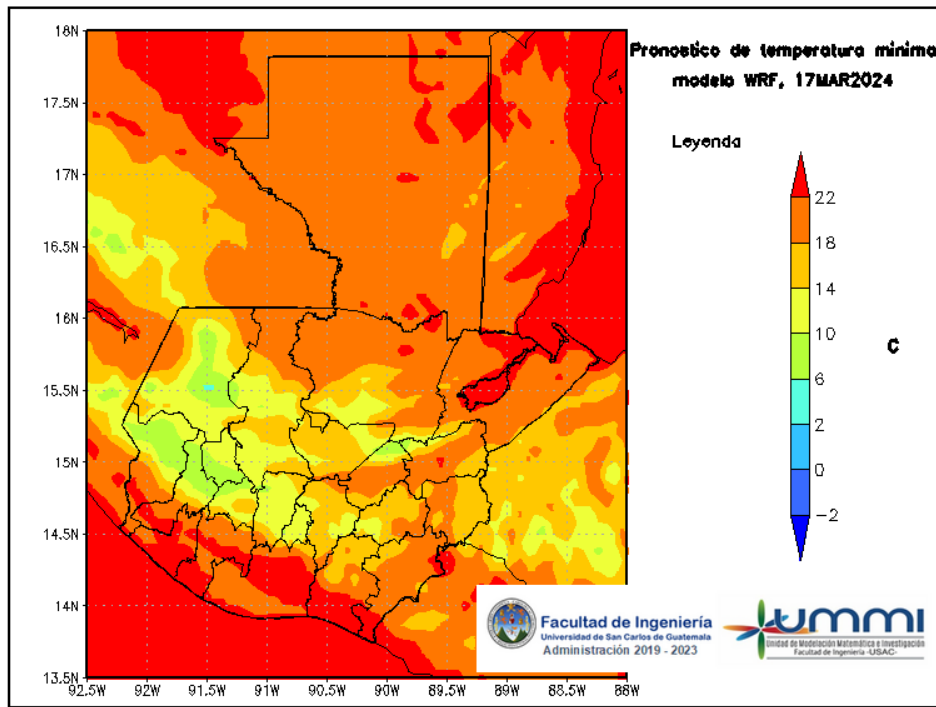 Pronostico de temperatura minima
modelo WRF, 17MAR2024
Leyenda
22
18
14
10
6
2
0
−2
C
18N
17.5N
17N
16.5N
16N
15.5N
15N
14.5N
14N
13.5N
92.5W 92W 91.5W 91W 90.5W 90W 89.5W 89W 88.5W 88W
Facultad de Ingeniería
Universidad de San Carlos de Guatemala
Administración 2019 - 2023
ummi
Unidad de Modelación Matemática e Investigación
Facultad de Ingeniería -USAC-